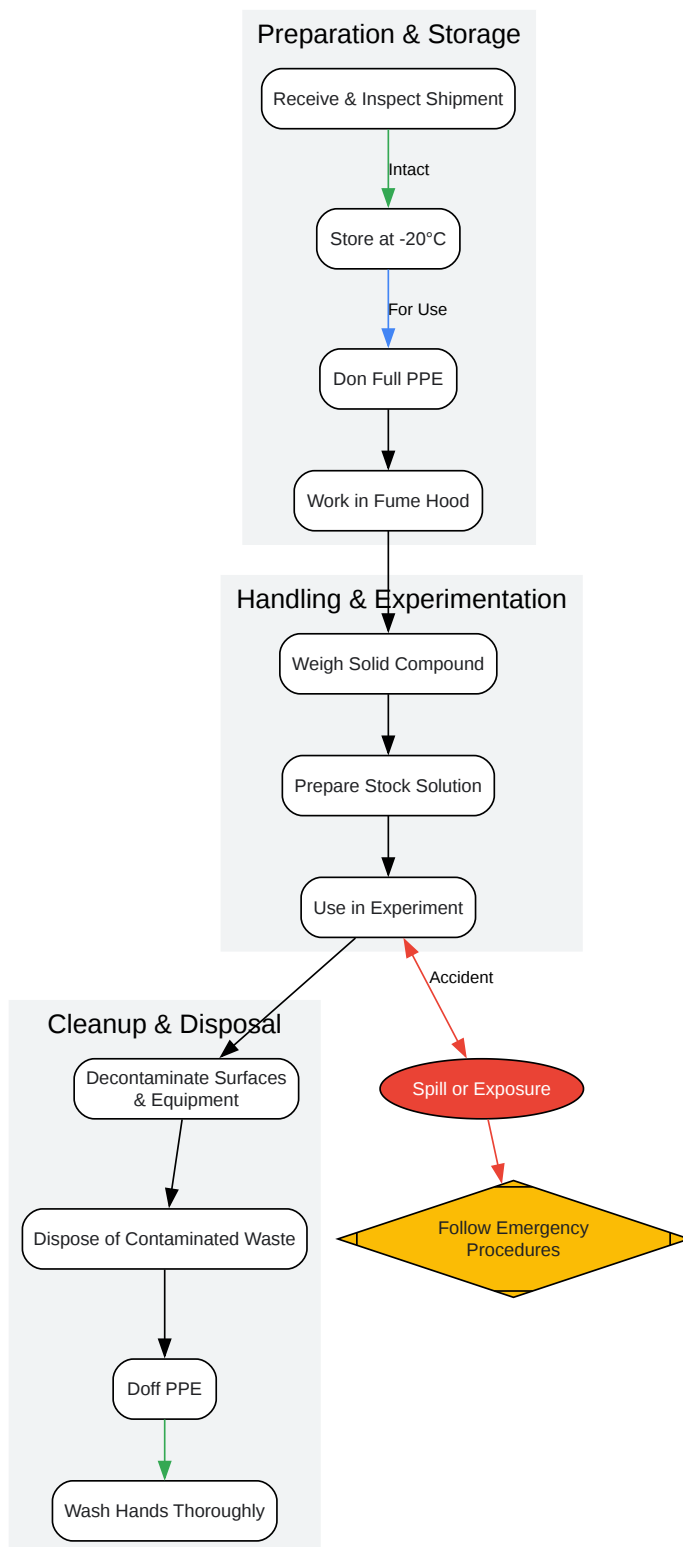 Preparation & Storage
Receive & Inspect Shipment
Intact
Store at -20°C
For Use
Don Full PPE
Work in Fume Hood
Handling & Experimentation
Weigh Solid Compound
Prepare Stock Solution
Use in Experiment
Accident
Cleanup & Disposal
Decontaminate Surfaces
& Equipment
Spill or Exposure
Dispose of Contaminated Waste
Follow Emergency
Procedures
Doff PPE
Wash Hands Thoroughly